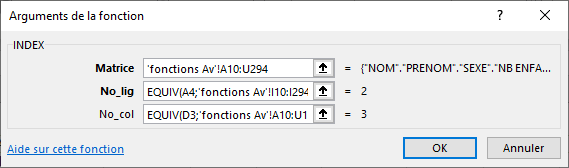 Arguments de la fonction
INDEX
Matrice 'fonctions Av'!A10:U294 = {"NOM"."PRENOM"."SEXE"."NB ENFA...
No_lig EQUIV(A4;'fonctions Av'!I10:I294 = 2
No_col EQUIV(D3;'fonctions Av'!A10:U1 = 3
Aide sur cette fonction OK Annuler